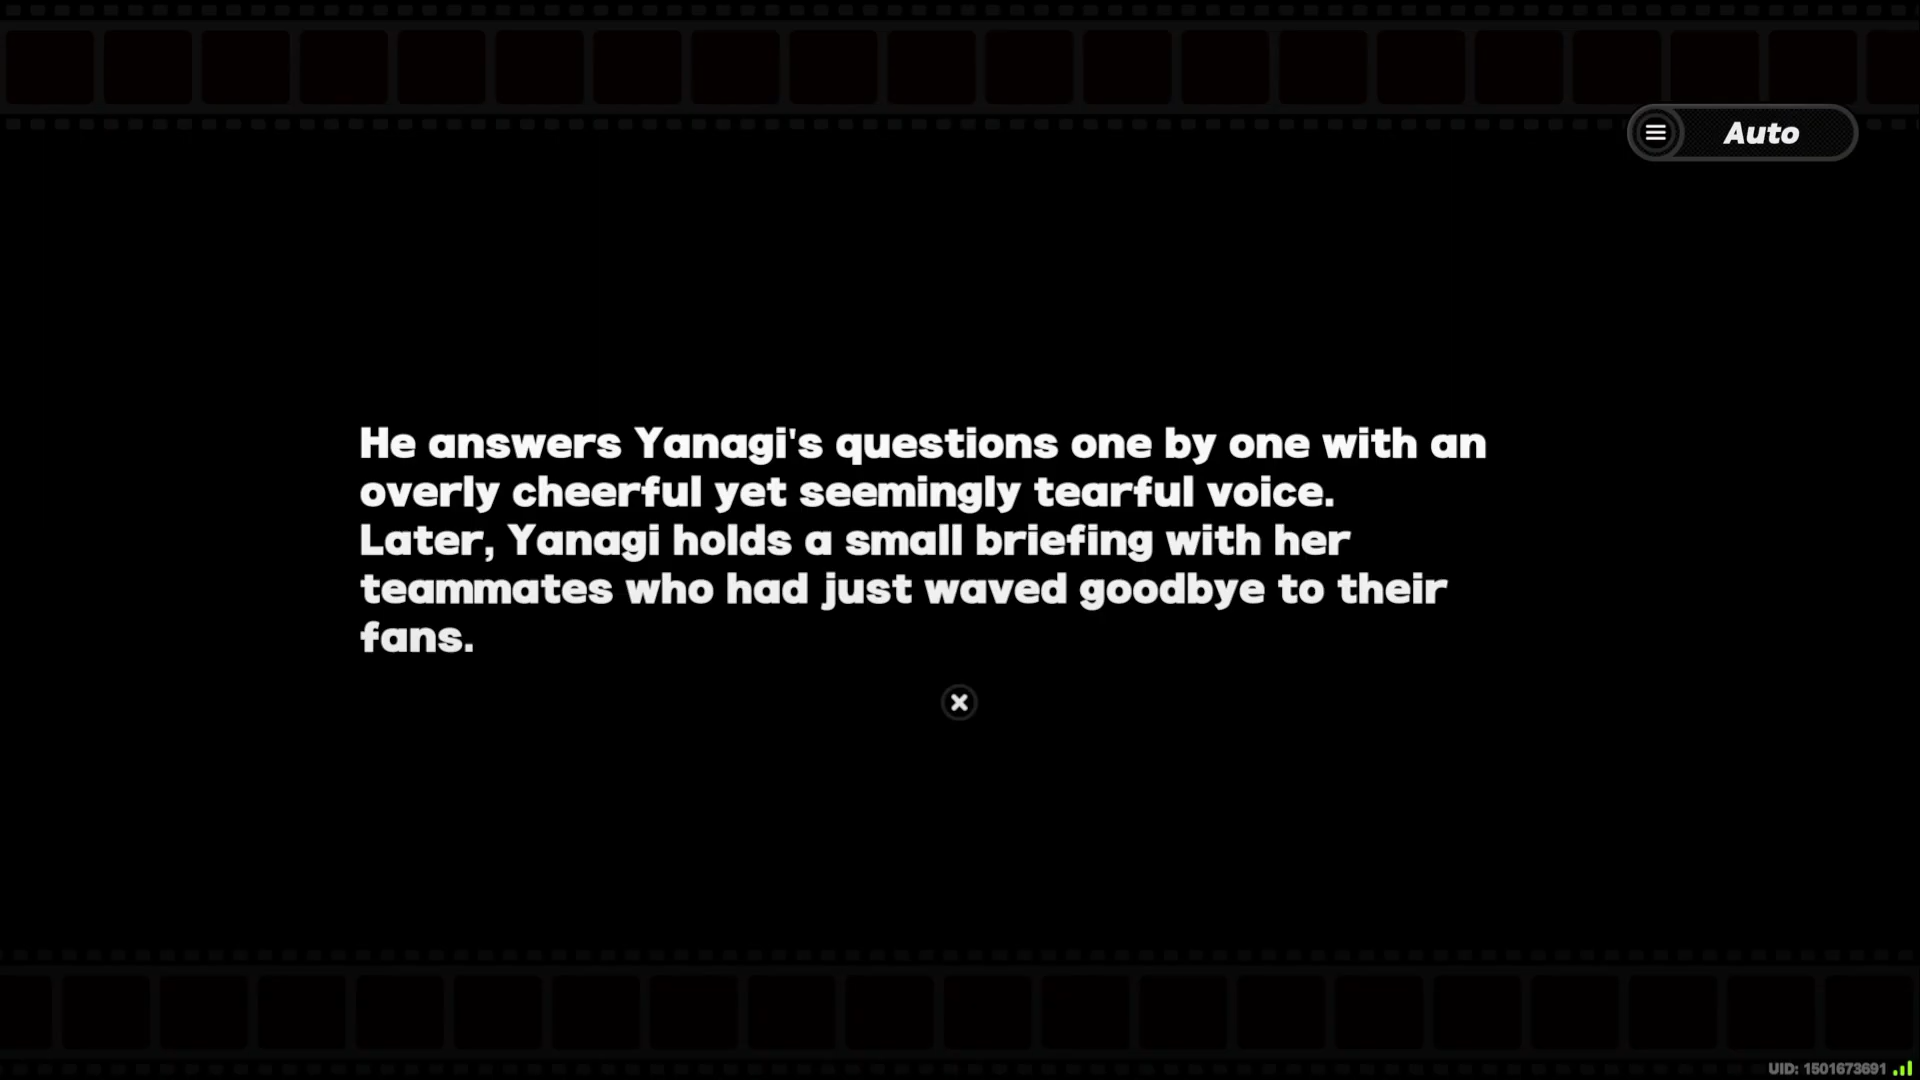 Auto
He answers Yanagi's questions one by one with an
overly cheerful yet seemingly tearful voice.
Later, Yanagi holds a small briefing with her
teammates who had just waved goodbye to their
fans.
UID: 1501673691